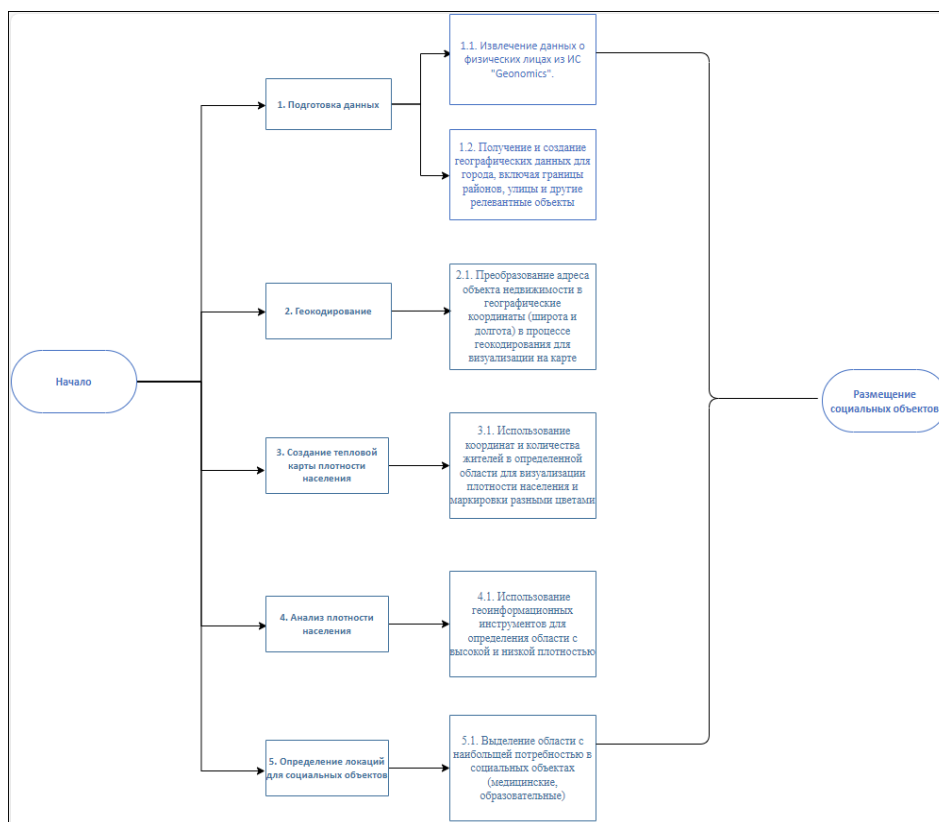 Начало
1. Подготовка данных
1.1. Извлечение данных о
физических лицах из ИС
"Geonomics".
1.2. Получение и создание
географических данных для
города, включая границы
районов, улицы и другие
релевантные объекты
2. Геокодирование
2.1. Преобразование адреса
объекта недвижимости в
географические
координаты (широта и
долгота) в процессе
геокодирования для
визуализации на карте
3. Создание тепловой
карты плотности
населения
3.1. Использование
координат и количества
жителей в определенной
области для визуализации
плотности населения и
маркировки разными цветами
4. Анализ плотности
населения
4.1. Использование
геоинформационных
инструментов для
определения области с
высокой и низкой плотностью
5. Определение локаций
для социальных объектов
5.1. Выделение области с
наибольшей потребностью в
социальных объектах
(медицинские,
образовательные)
Размещение
социальных объектов